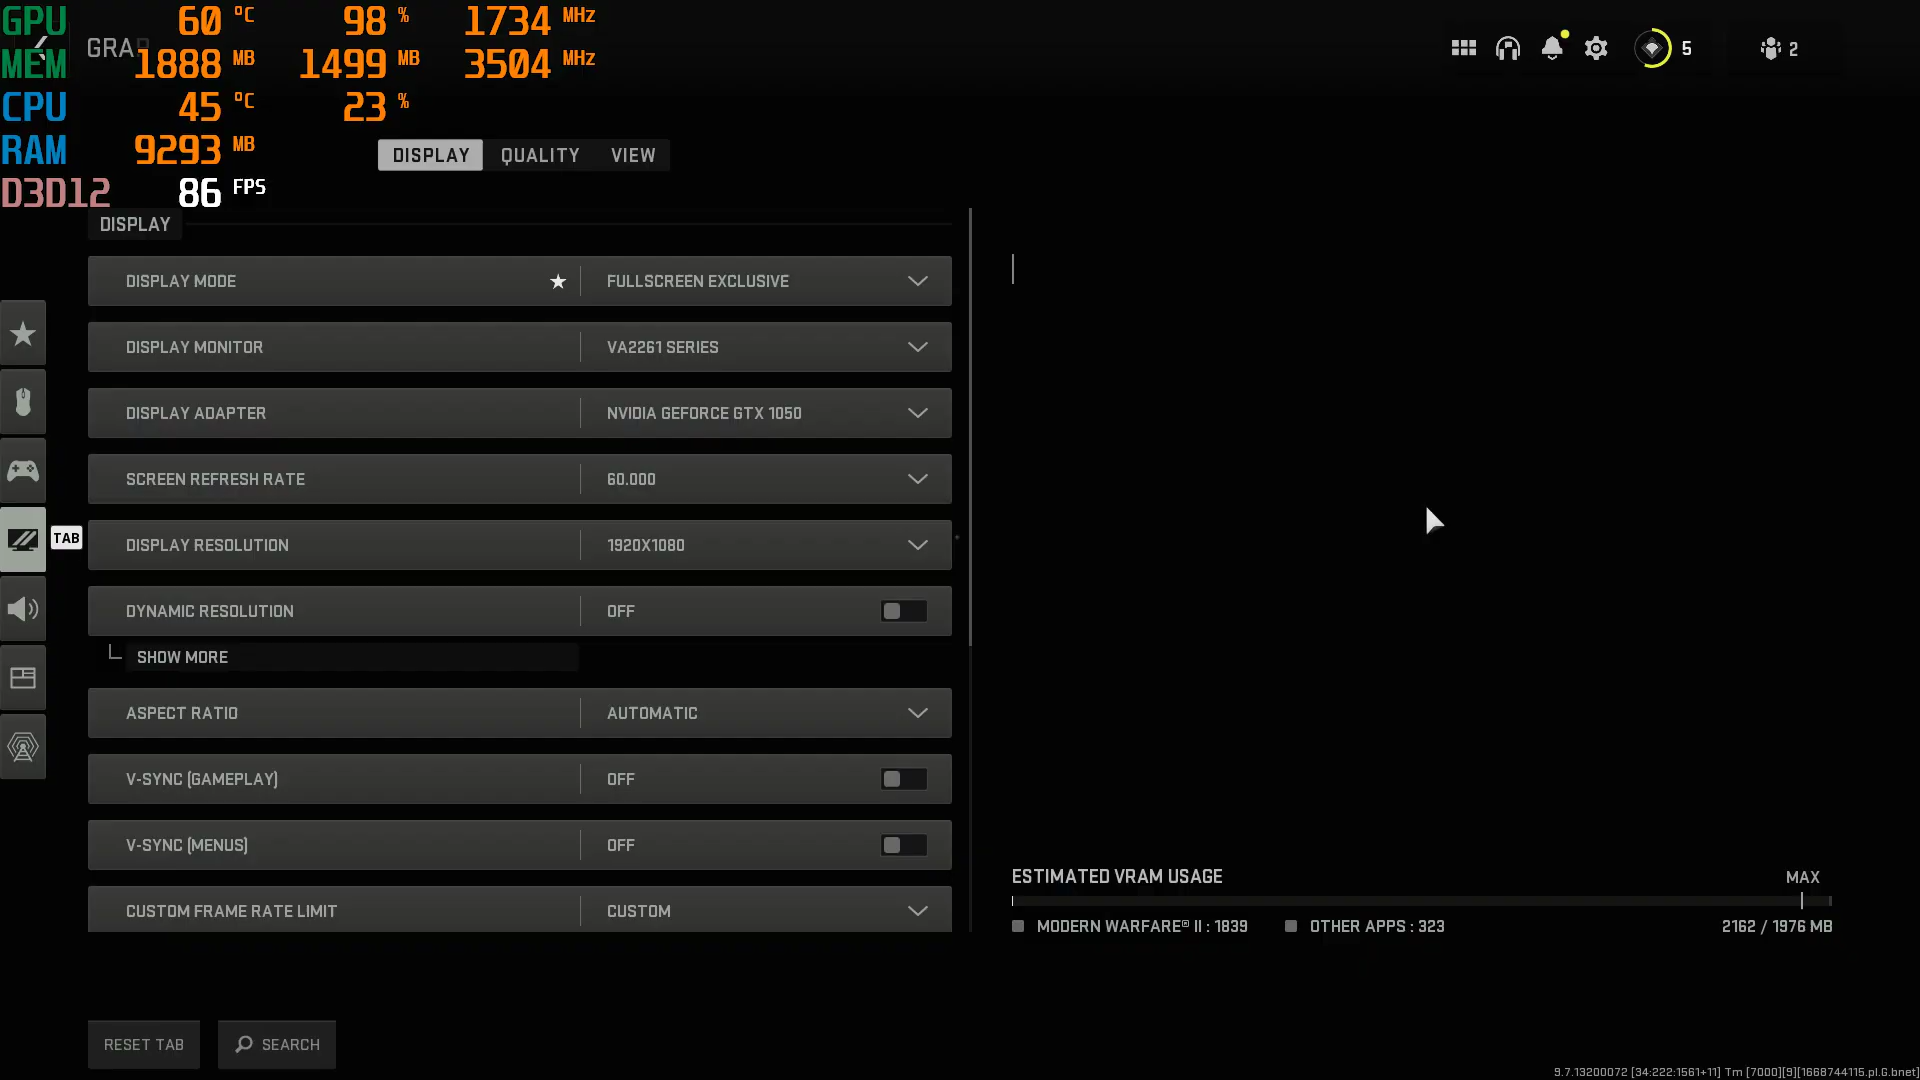 GPU 60 °C 98 % 1734 MHz
GRAP
MEM 1888 MB 1499 MB 3504 MHz
5
2
CPU 45 °C 23 %
RAM 9293 MB
DISPLAY QUALITY VIEW
D3D12 86 FPS
DISPLAY
DISPLAY MODE FULLSCREEN EXCLUSIVE
DISPLAY MONITOR VA2261 SERIES
DISPLAY ADAPTER NVIDIA GEFORCE GTX 1050
SCREEN REFRESH RATE 60.000
TAB
DISPLAY RESOLUTION 1920X1080
DYNAMIC RESOLUTION OFF
SHOW MORE
ASPECT RATIO AUTOMATIC
V-SYNC (GAMEPLAY) OFF
V-SYNC (MENUS) OFF
CUSTOM FRAME RATE LIMIT CUSTOM
ESTIMATED VRAM USAGE MAX
MODERN WARFARE® II : 1839 OTHER APPS : 323 2162 / 1976 MB
RESET TAB SEARCH
9.7.13200072 [34:222:1561+11] Tm [7000][9][1668744115.pl.G.bnet]